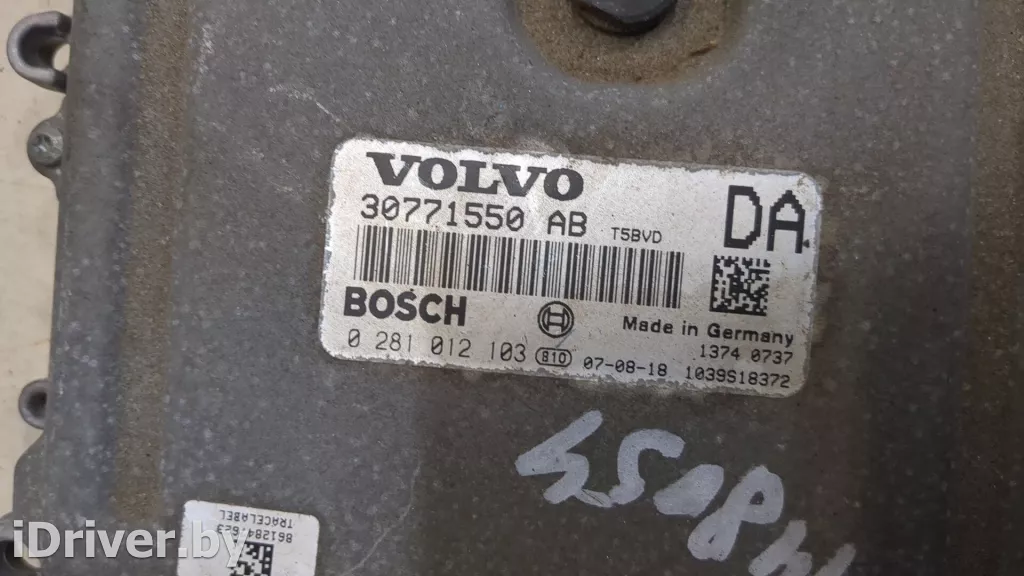 VOLVO
30771550 AB T5BVD
DA
BOSCH
Made in Germany
0 281 012 103 810 07-08-18
1374 0737
1039S18372
TRACELABEL
iDriver.by